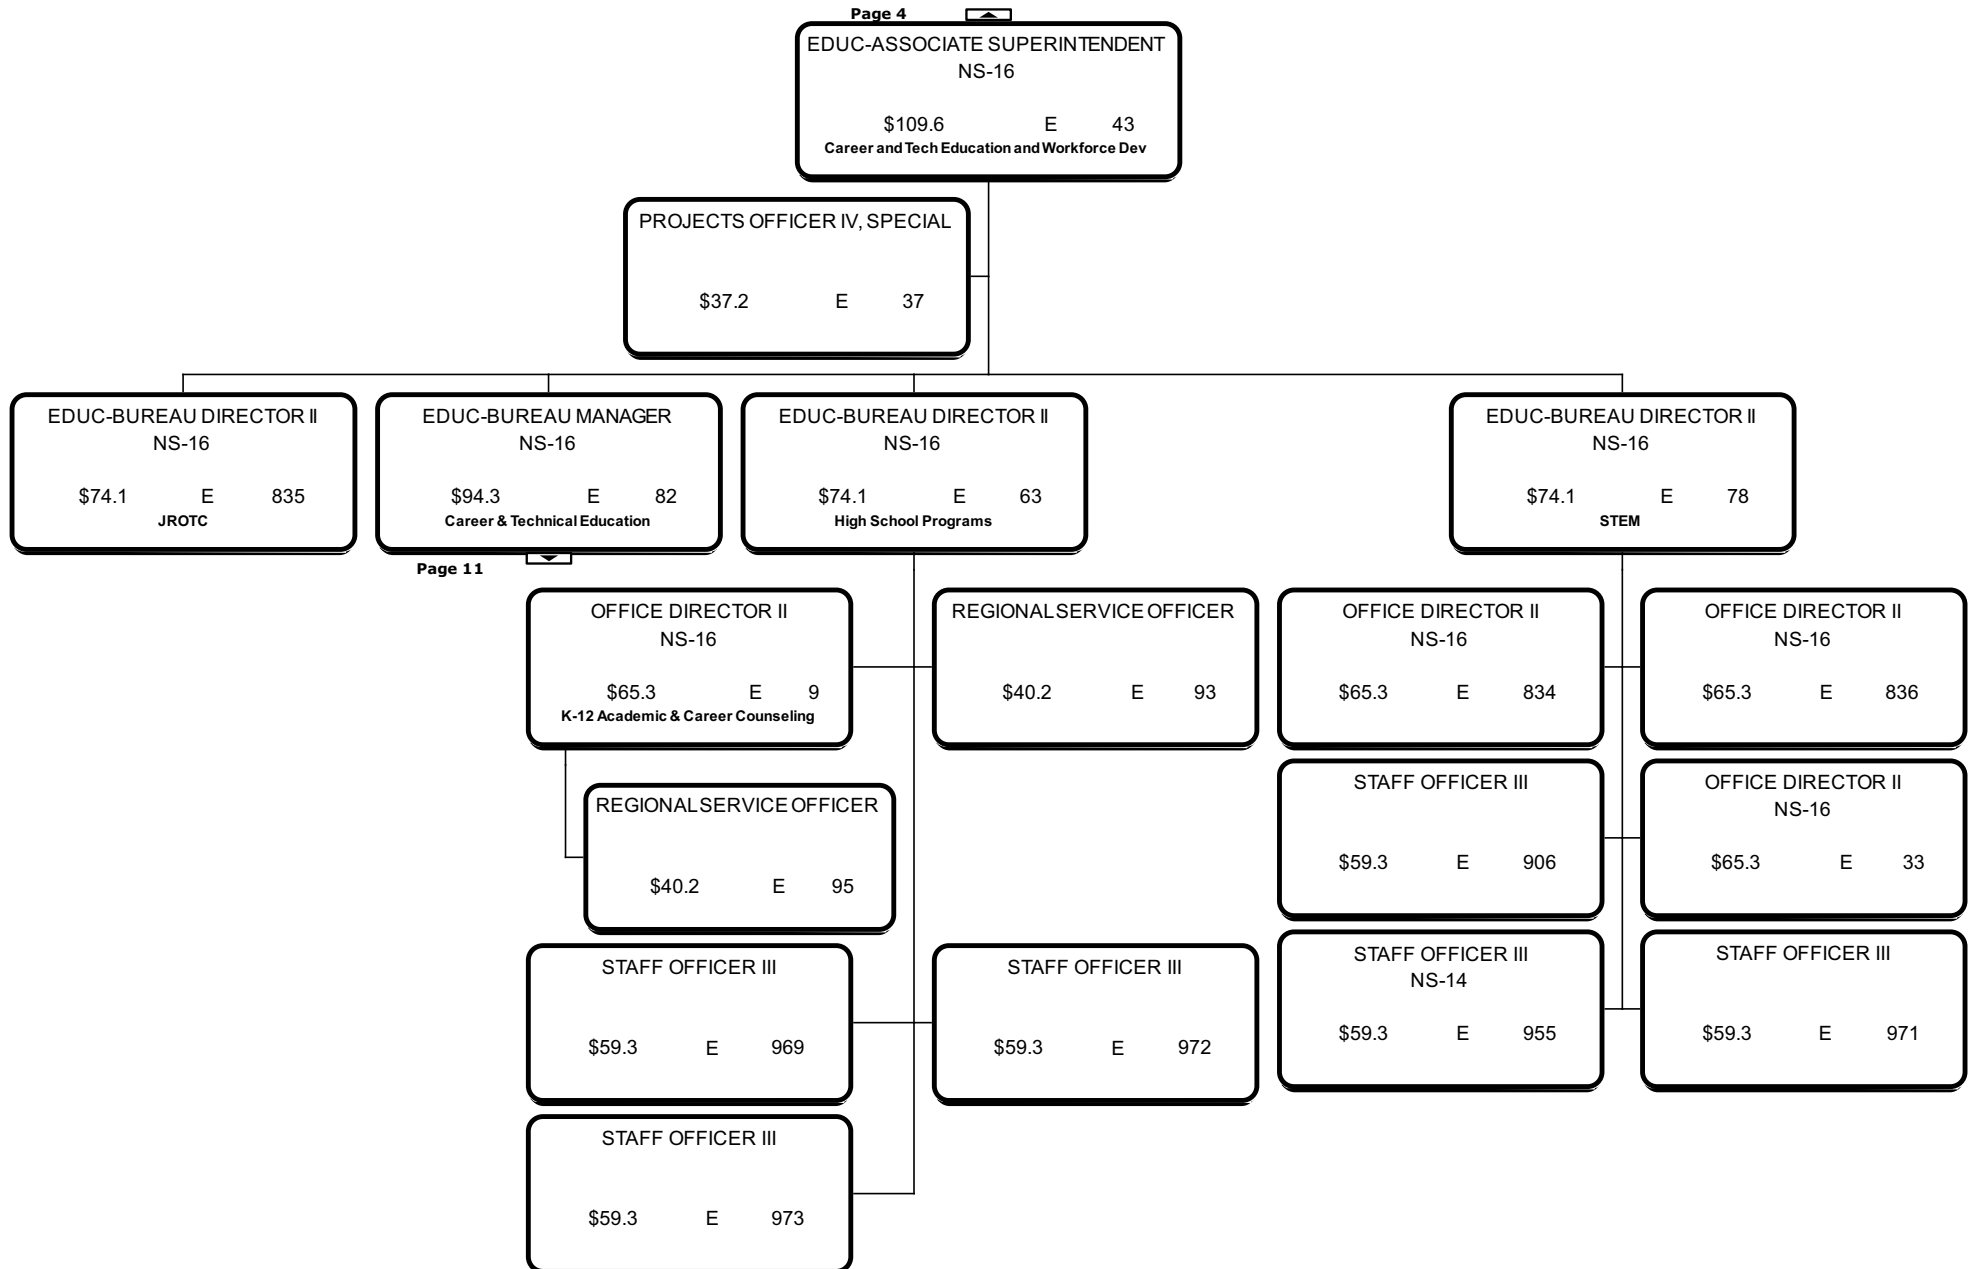 Page 4
EDUC-ASSOCIATE SUPERINTENDENT
NS-16
$109.6 E 43
Career and Tech Education and Workforce Dev
PROJECTS OFFICER IV, SPECIAL
$37.2 E 37
EDUC-BUREAU DIRECTOR II
NS-16
$74.1 E 835
JROTC
EDUC-BUREAU MANAGER
NS-16
$94.3 E 82
Career & Technical Education
Page 11
EDUC-BUREAU DIRECTOR II
NS-16
$74.1 E 63
High School Programs
EDUC-BUREAU DIRECTOR II
NS-16
$74.1 E 78
STEM
OFFICE DIRECTOR II
NS-16
$65.3 E 9
K-12 Academic & Career Counseling
REGIONAL SERVICE OFFICER
$40.2 E 93
OFFICE DIRECTOR II
NS-16
$65.3 E 834
OFFICE DIRECTOR II
NS-16
$65.3 E 836
REGIONAL SERVICE OFFICER
$40.2 E 95
STAFF OFFICER III
$59.3 E 906
OFFICE DIRECTOR II
NS-16
$65.3 E 33
STAFF OFFICER III
$59.3 E 969
STAFF OFFICER III
$59.3 E 972
STAFF OFFICER III
NS-14
$59.3 E 955
STAFF OFFICER III
$59.3 E 971
STAFF OFFICER III
$59.3 E 973